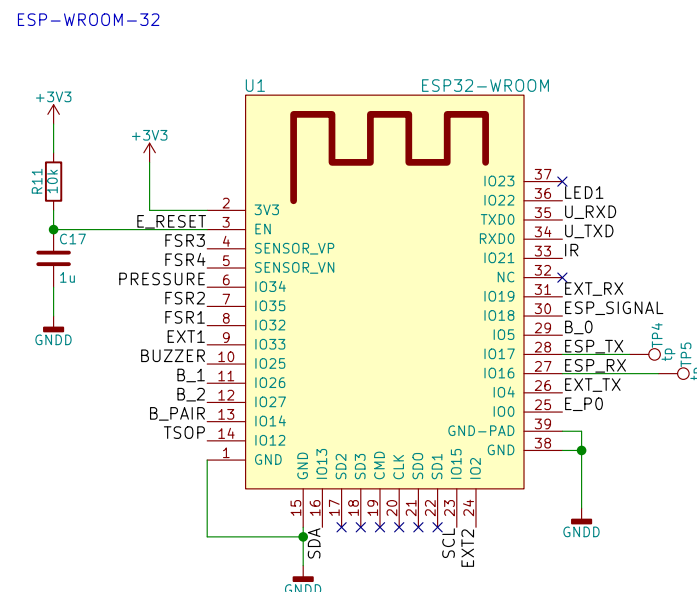 ESP-WROOM-32
U1
ESP32-WROOM
+3V3
+3V3
R11
10k
C17
1u
GNDD
2 3V3
E_RESET 3 EN
FSR3 4 SENSOR_VP
FSR4 5 SENSOR_VN
PRESSURE 6 IO34
FSR2 7 IO35
FSR1 8 IO32
EXT1 9 IO33
BUZZER 10 IO25
B_1 11 IO26
B_2 12 IO27
B_PAIR 13 IO14
TSOP 14 IO12
1 GND
IO23 37
IO22 36 LED1
TXD0 35 U_RXD
RXD0 34 U_TXD
IO21 33 IR
NC 32
IO19 31 EXT_RX
IO18 30 ESP_SIGNAL
IO5 29 B_0
IO17 28 ESP_TX TP4 tp
IO16 27 ESP_RX TP5
IO4 26 EXT_TX
IO0 25 E_P0
GND-PAD 39
GND 38
GNDD
GND 15
IO13 16 SDA
SD2 17
SD3 18
CMD 19
CLK 20
SD0 21
SD1 22
IO15 23 SCL
IO2 24 EXT2
GNDD